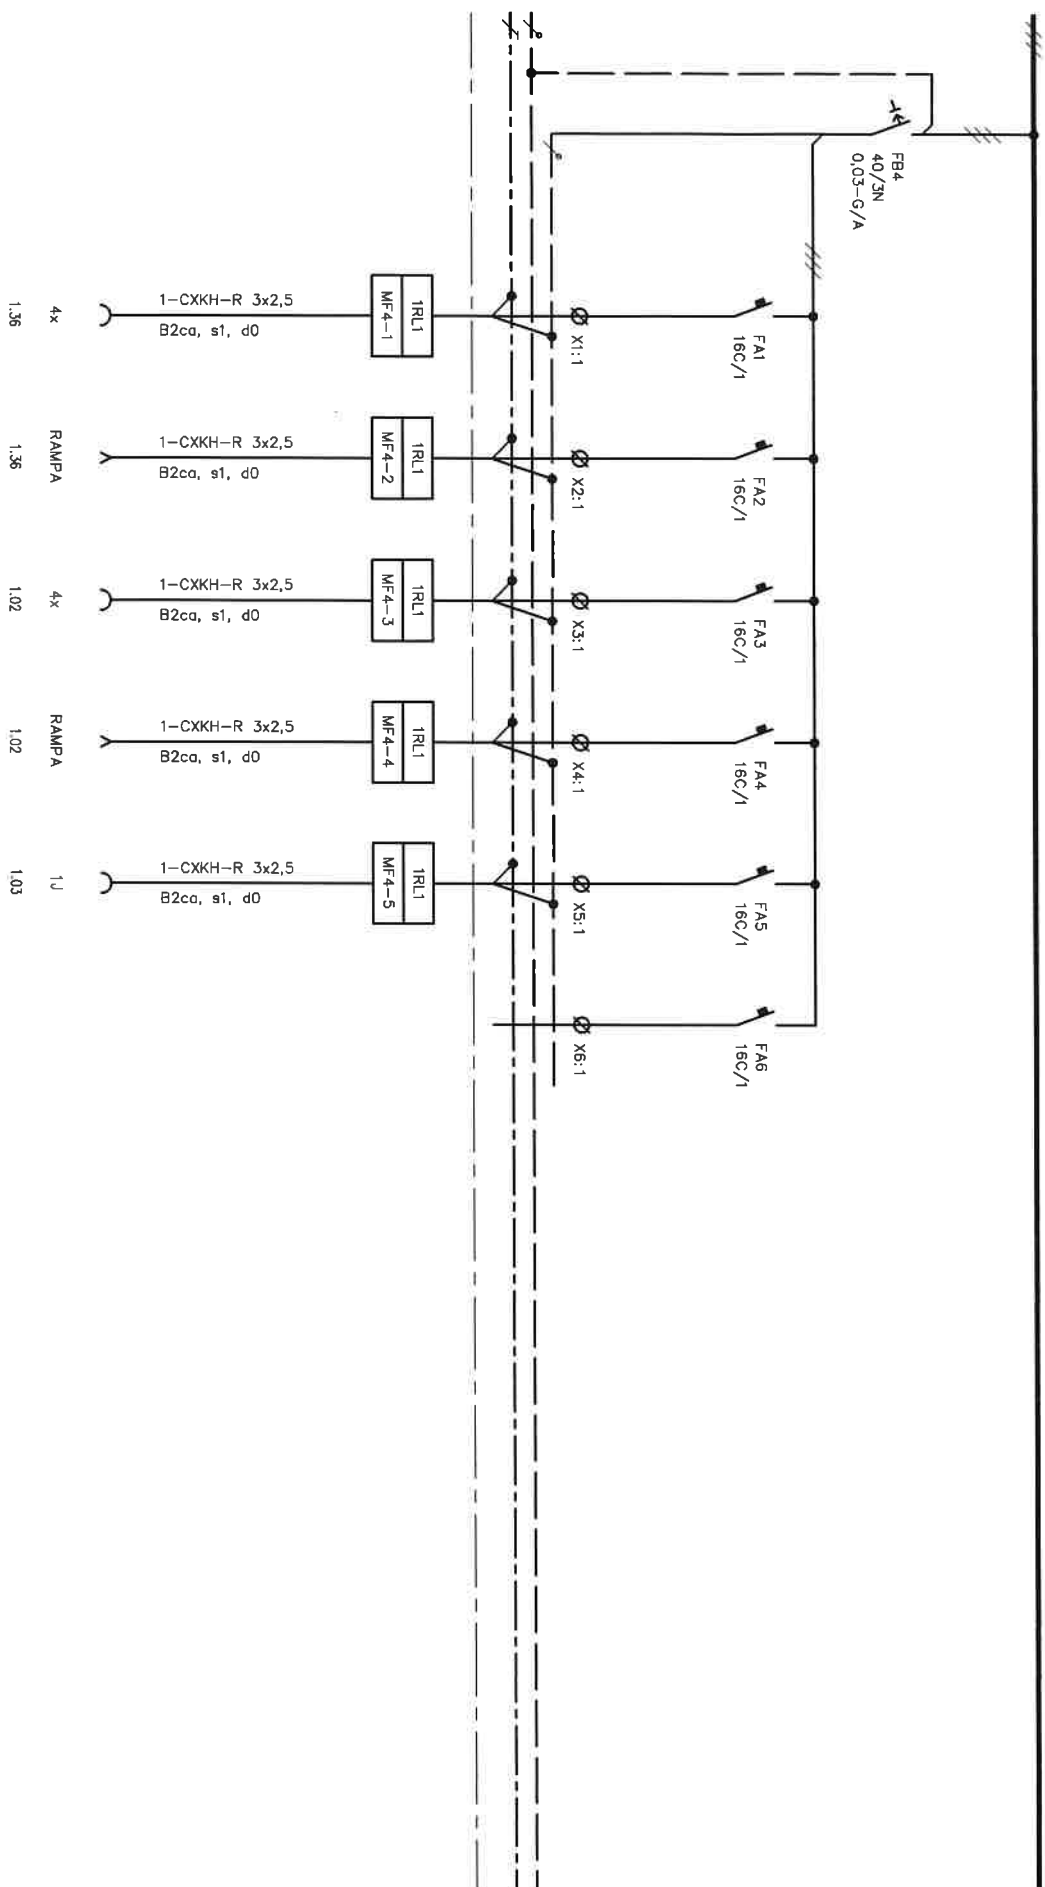 FB4
40/3N
0,03-G/A
FA1
16C/1
FA2
16C/1
FA3
16C/1
FA4
16C/1
FA5
16C/1
FA6
16C/1
X1:1
X2:1
X3:1
X4:1
X5:1
X6:1
1RL1
MF4-1
1RL1
MF4-2
1RL1
MF4-3
1RL1
MF4-4
1RL1
MF4-5
1-CXKH-R 3x2,5
B2ca, s1, d0
1-CXKH-R 3x2,5
B2ca, s1, d0
1-CXKH-R 3x2,5
B2ca, s1, d0
1-CXKH-R 3x2,5
B2ca, s1, d0
1-CXKH-R 3x2,5
B2ca, s1, d0
4x
RAMPA
4x
RAMPA
1J
1.36
1.36
1.02
1.02
1.03